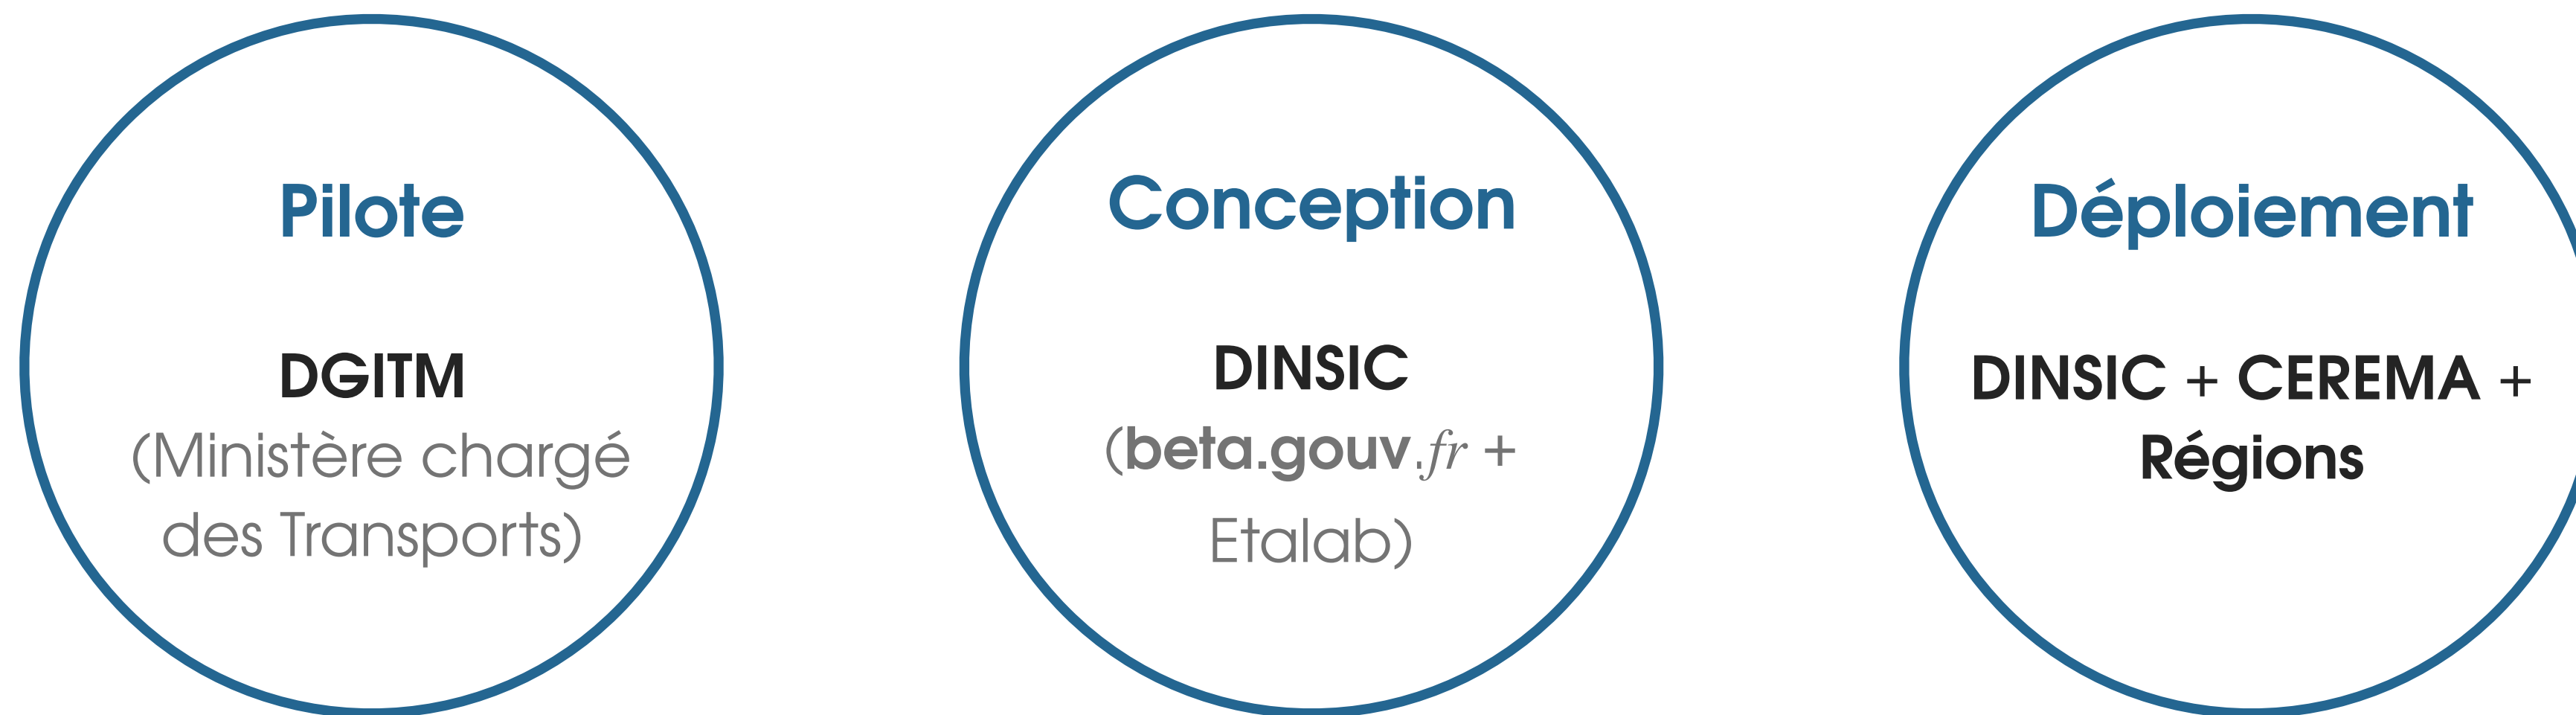 Pilote
DGITM
(Ministère chargé
des Transports)
Conception
DINSIC
(beta.gouv.fr +
Etalab)
Déploiement
DINSIC + CEREMA +
Régions